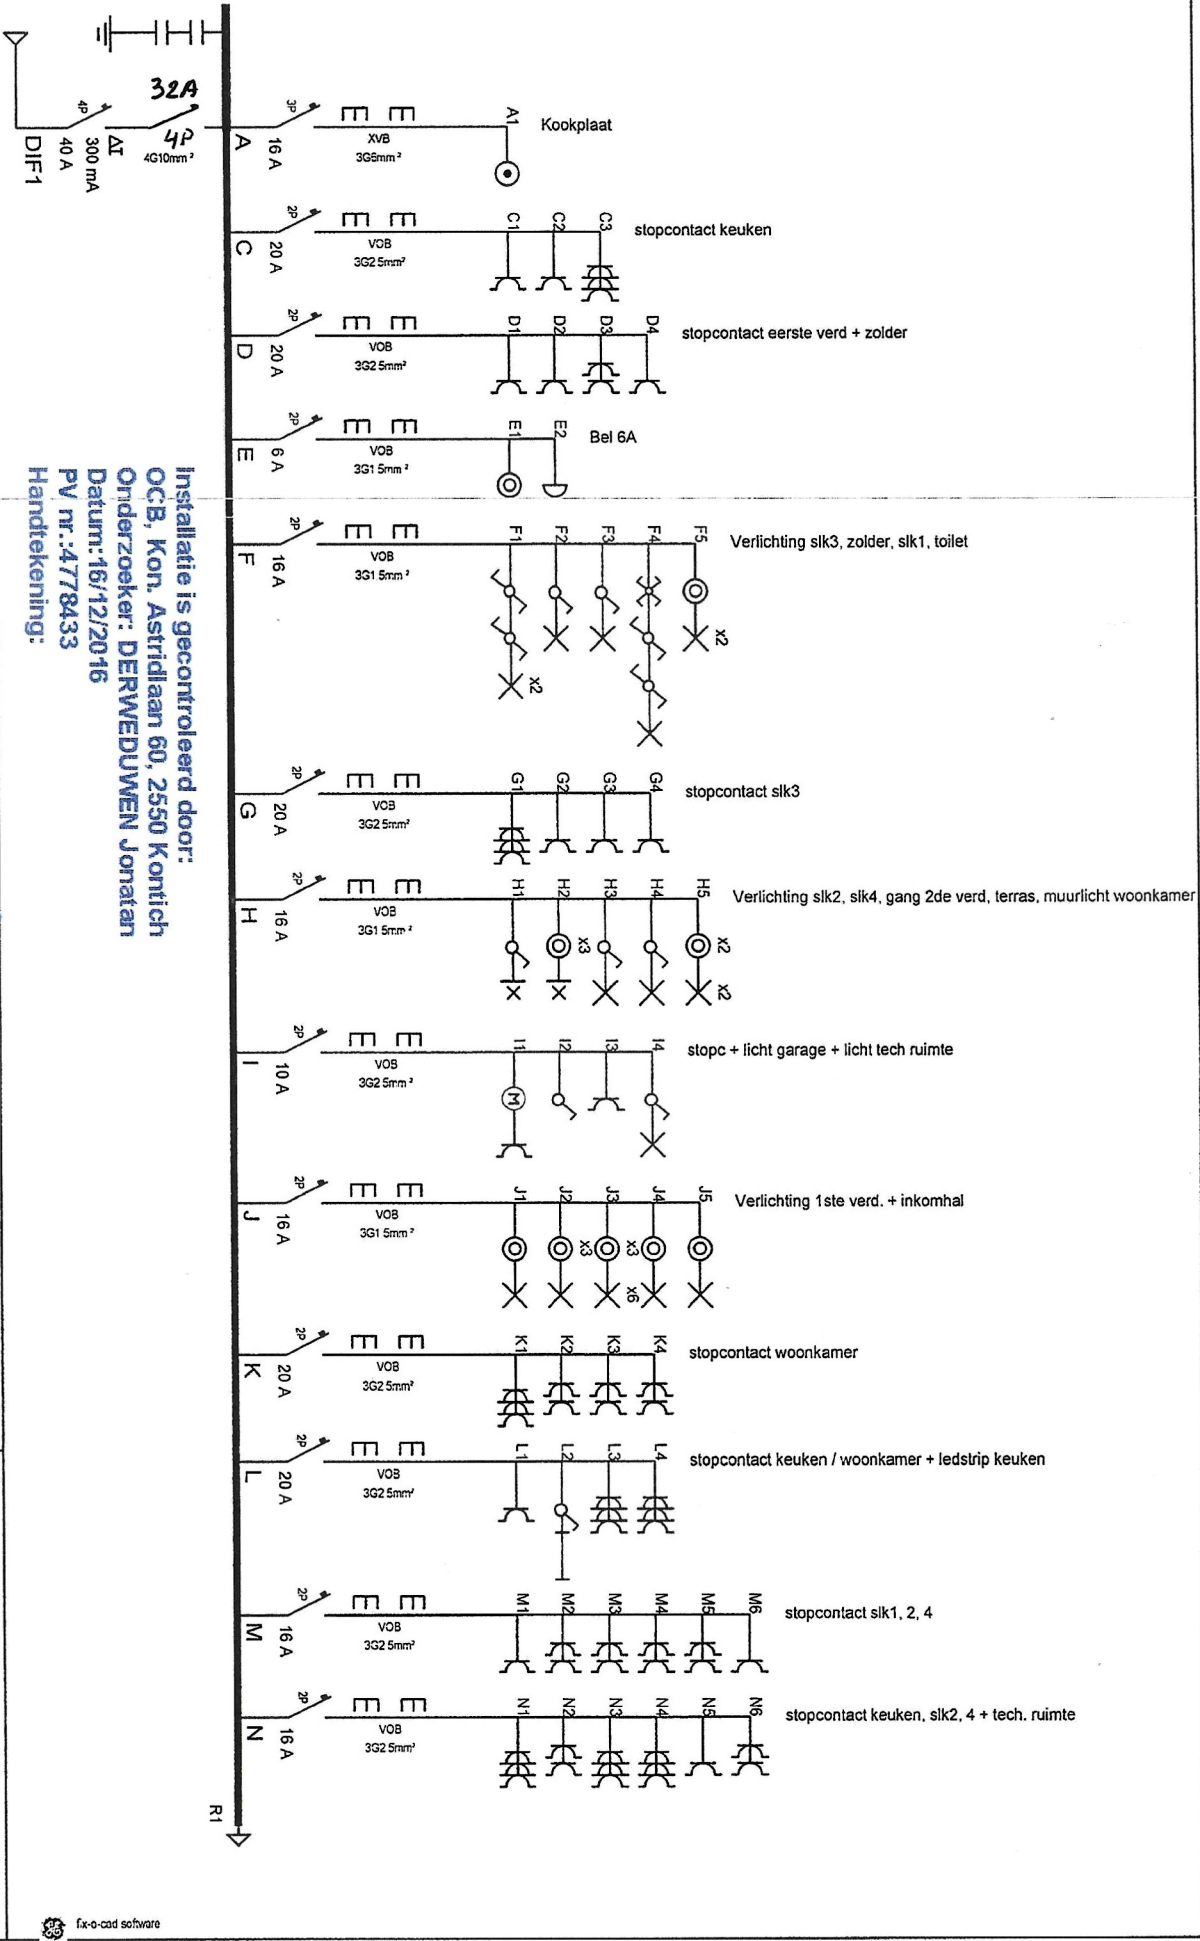 32A
4P
4P
4G10mm²
ΔI
300 mA
40 A
DIF1
A
3P
16 A
XVB
3G6mm²
A1
Kookplaat
C
2P
20 A
VOB
3G2 5mm²
C1
C2
C3
stopcontact keuken
D
2P
20 A
VOB
3G2 5mm²
D1
D2
D3
D4
stopcontact eerste verd + zolder
E
2P
6 A
VOB
3G1 5mm²
E1
E2
Bel 6A
F
2P
16 A
VOB
3G1 5mm²
F1
F2
F3
F4
F5
x2
x2
Verlichting slk3, zolder, slk1, toilet
G
2P
20 A
VOB
3G2 5mm²
G1
G2
G3
G4
stopcontact slk3
H
2P
16 A
VOB
3G1 5mm²
H1
H2
H3
H4
H5
x3
x2
x2
Verlichting slk2, slk4, gang 2de verd, terras, muurlicht woonkamer
I
2P
10 A
VOB
3G2 5mm²
I1
I2
I3
I4
M
stopc + licht garage + licht tech ruimte
J
2P
16 A
VOB
3G1 5mm²
J1
J2
J3
J4
J5
x3
x3
x6
Verlichting 1ste verd. + inkomhal
K
2P
20 A
VOB
3G2 5mm²
K1
K2
K3
K4
stopcontact woonkamer
L
2P
20 A
VOB
3G2 5mm²
L1
L2
L3
L4
stopcontact keuken / woonkamer + ledstrip keuken
M
2P
16 A
VOB
3G2 5mm²
M1
M2
M3
M4
M5
M6
stopcontact slk1, 2, 4
N
2P
16 A
VOB
3G2 5mm²
N1
N2
N3
N4
N5
N6
stopcontact keuken, slk2, 4 + tech. ruimte
R1
Installatie is gecontroleerd door:
OCB, Kon. Astridlaan 60, 2550 Kontich
Onderzoeker: DERWEDUWEN Jonatan
Datum:16/12/2016
PV nr.:4778433
Handtekening:
fix-o-cad software